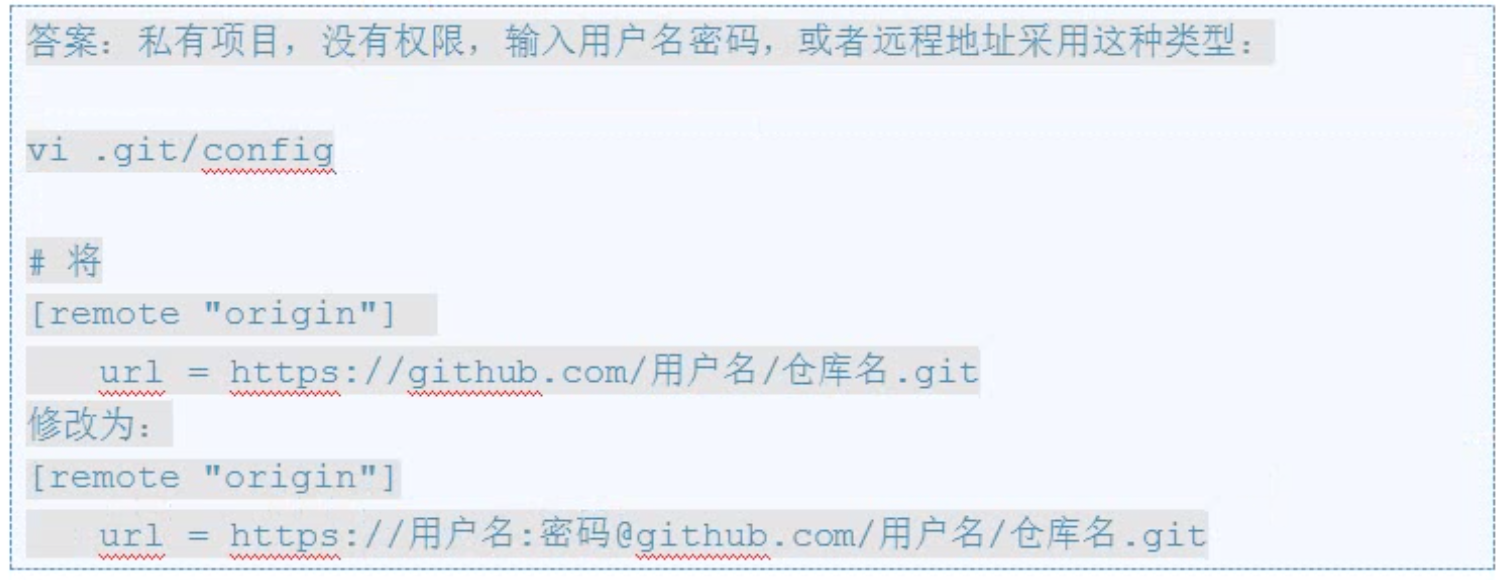 答案：私有项目，没有权限，输入用户名密码，或者远程地址采用这种类型：
vi .git/config
# 将
[remote "origin"]
url = https://github.com/用户名/仓库名.git
修改为：
[remote "origin"]
url = https://用户名:密码@github.com/用户名/仓库名.git